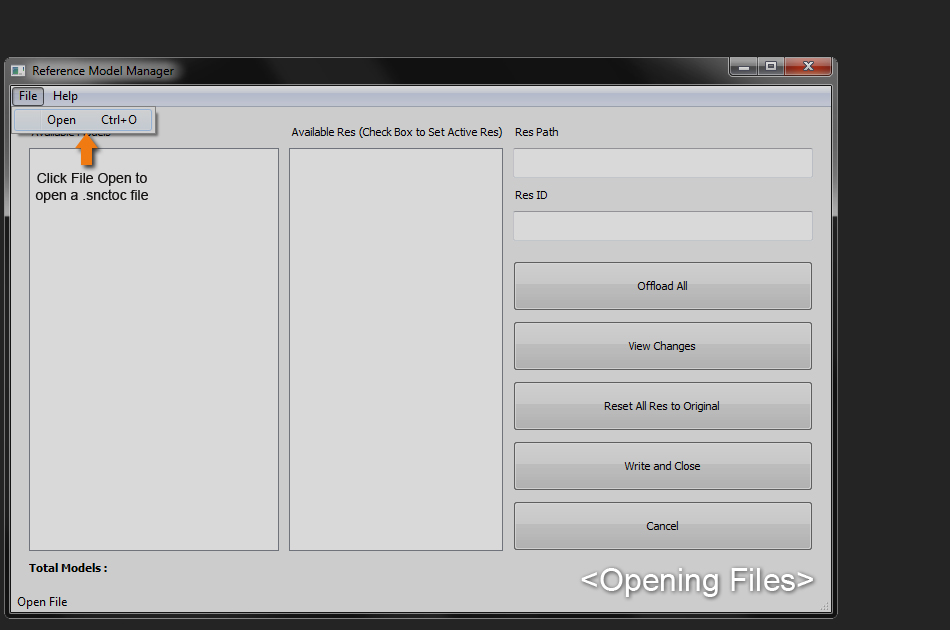 Reference Model Manager
File Help
Open Ctrl+O
Available Models
Available Res (Check Box to Set Active Res)
Res Path
Click File Open to
open a .snctoc file
Res ID
Offload All
View Changes
Reset All Res to Original
Write and Close
Cancel
Total Models :
<Opening Files>
Open File